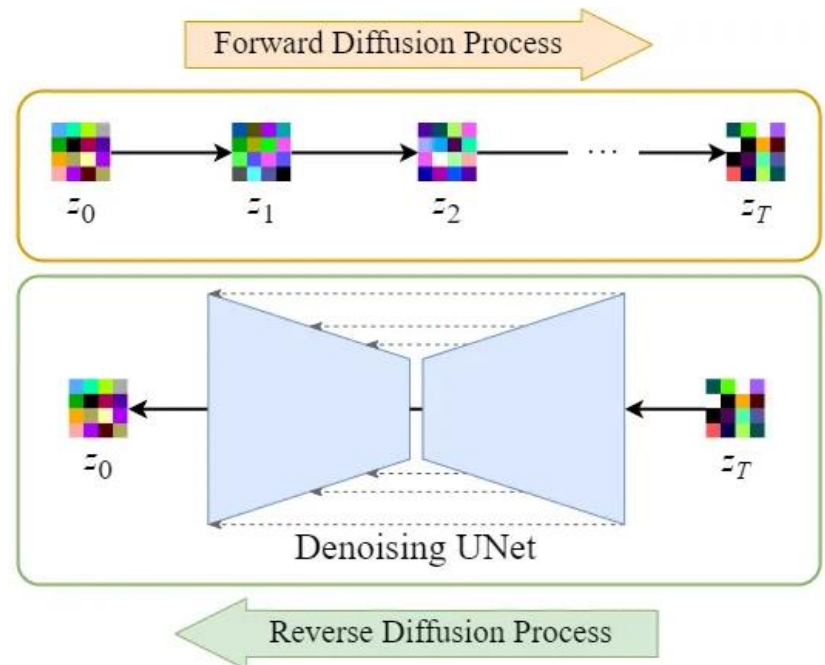 Forward Diffusion Process
z0 z1 z2 ... zT
z0 zT
Denoising UNet
Reverse Diffusion Process